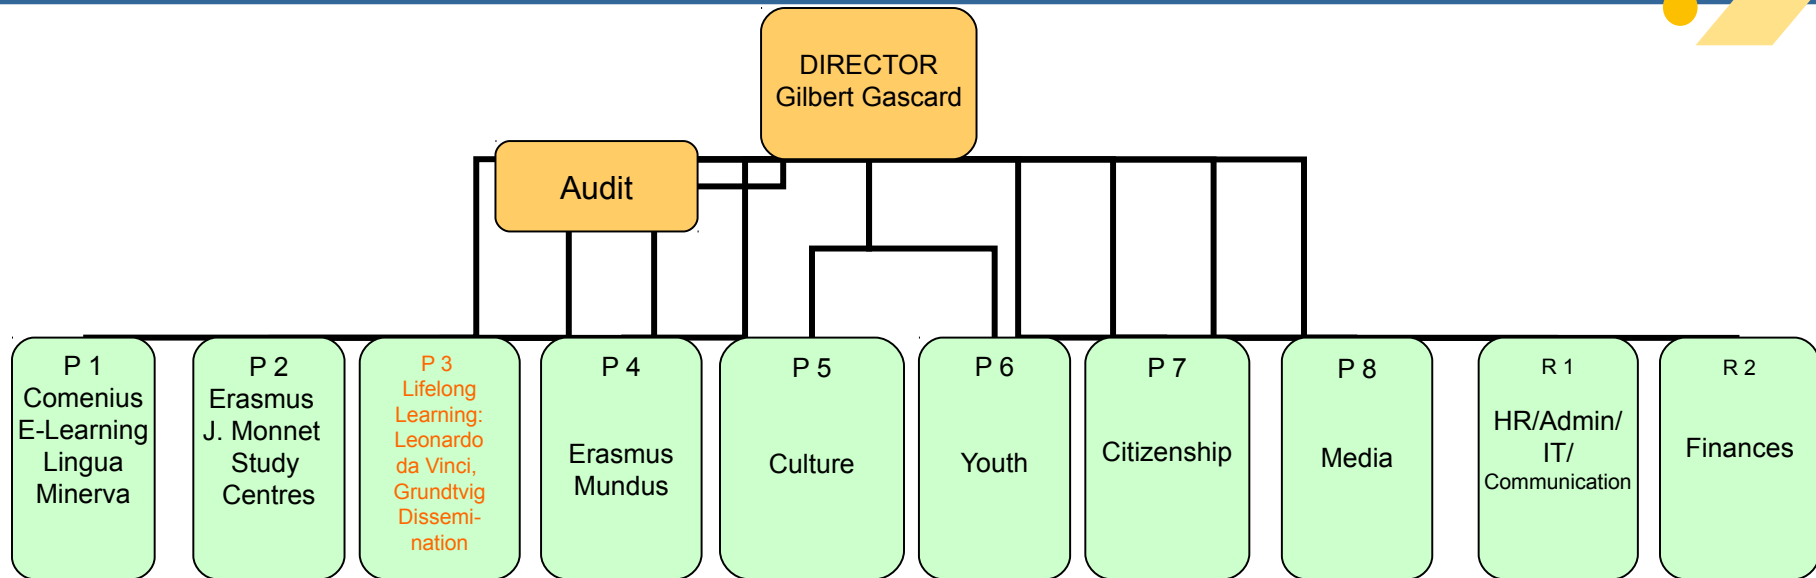 DIRECTOR
Gilbert Gascard
Audit
P 1
Comenius
E-Learning
Lingua
Minerva
P 2
Erasmus
J. Monnet
Study
Centres
P 3
Lifelong
Learning:
Leonardo
da Vinci,
Grundtvig
Dissemi-
nation
P 4
Erasmus
Mundus
P 5
Culture
P 6
Youth
P 7
Citizenship
P 8
Media
R 1
HR/Admin/
IT/
Communication
R 2
Finances